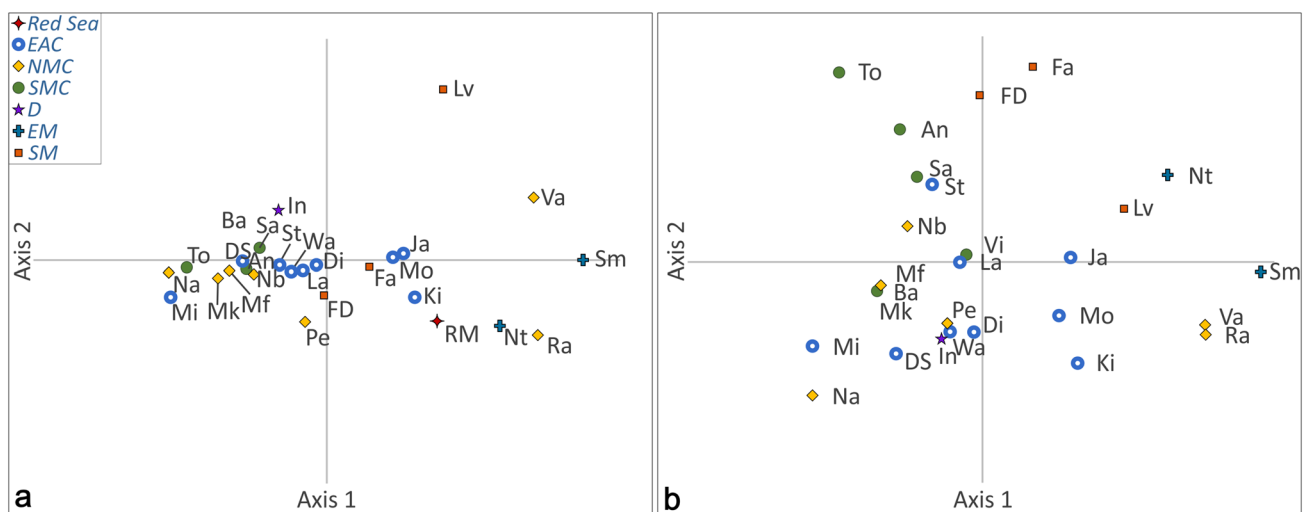 Red Sea
EAC
NMC
SMC
D
EM
SM
Lv
Va
In
Ba
Sa
St
Wa
To
DS
An
Di
Ja
Mo
Sm
Na
Nb
La
Fa
Mi
Mk
Mf
FD
Ki
Pe
RM
Nt
Ra
Axis 2
Axis 1
a
To
Fa
FD
An
Sa
St
Nt
Lv
Nb
Vi
La
Ja
Sm
Mf
Ba
Mk
Pe
Di
Mo
Va
Ra
Mi
DS
In
Wa
Ki
Na
Axis 2
Axis 1
b